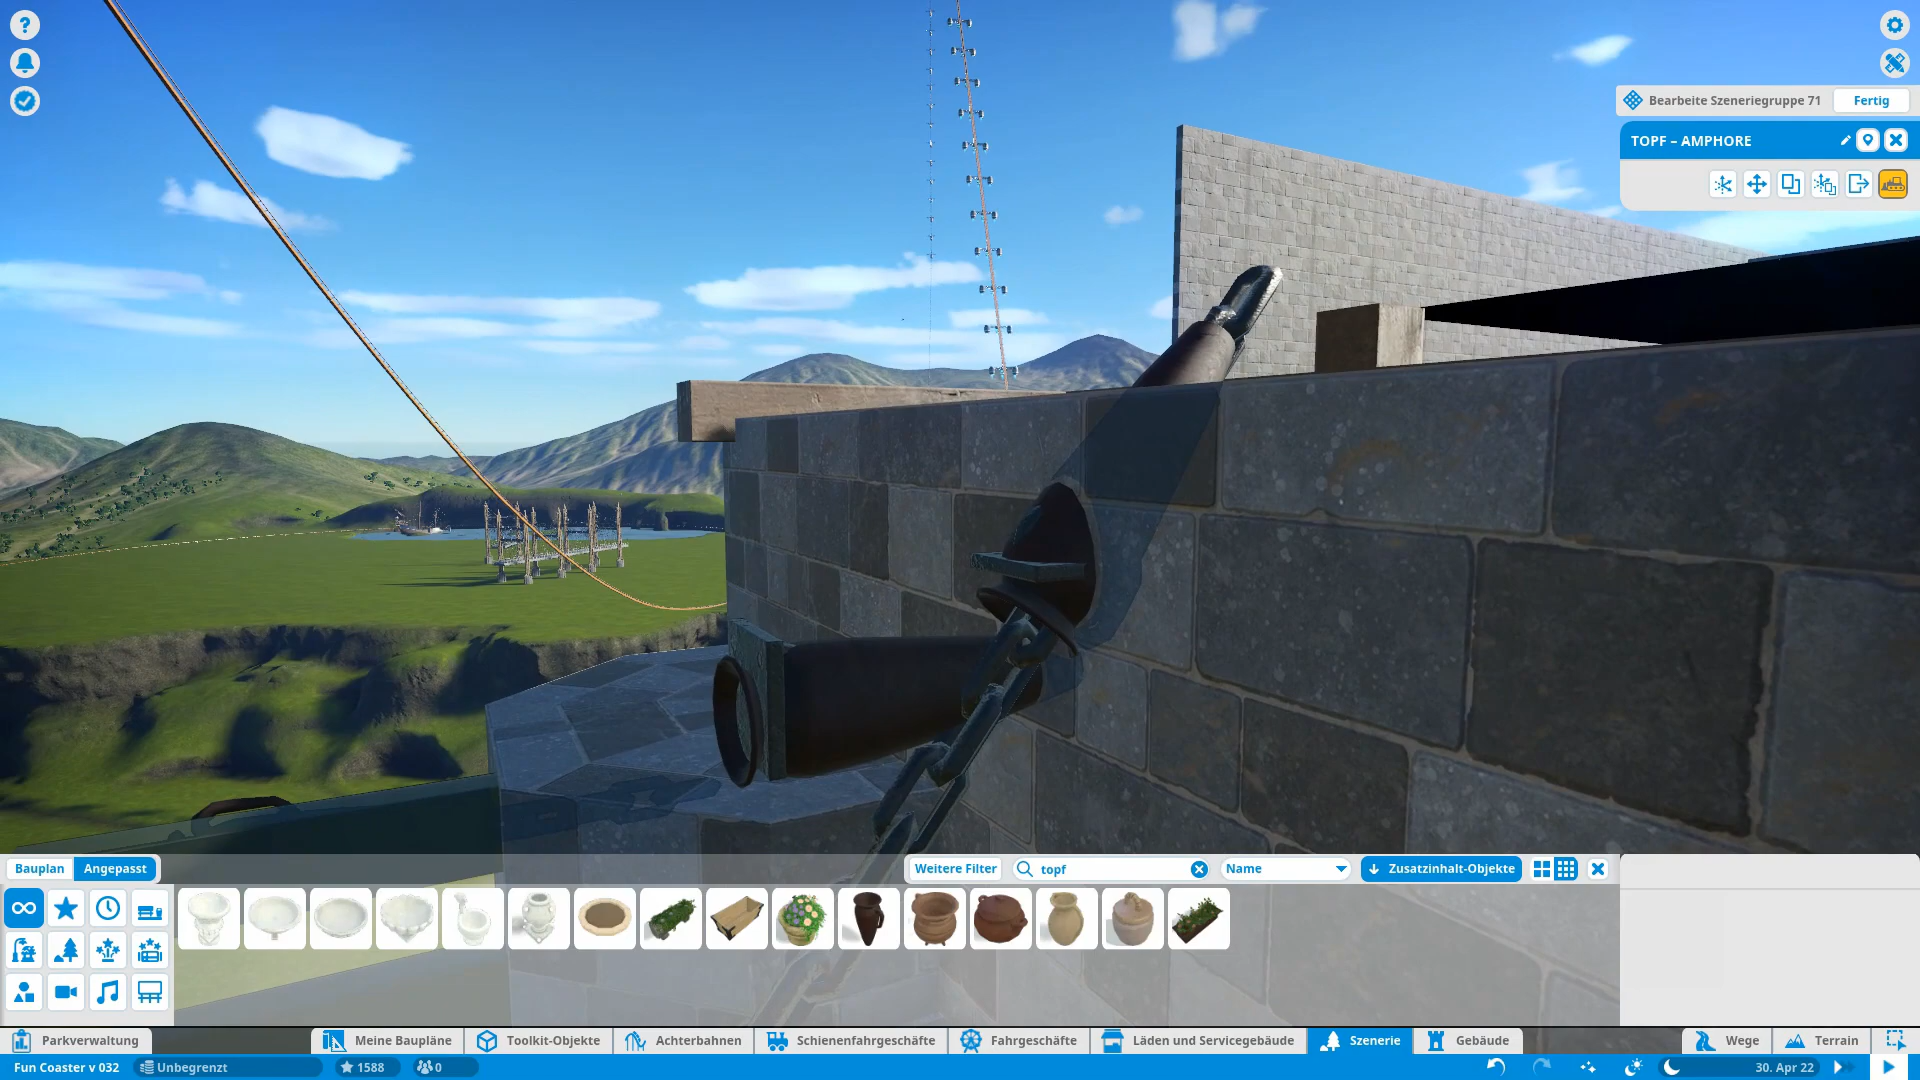 Bearbeite Szeneriegruppe 71
Fertig
TOPF – AMPHORE
Bauplan
Angepasst
Weitere Filter
topf
Name
Zusatzinhalt-Objekte
Parkverwaltung
Meine Baupläne
Toolkit-Objekte
Achterbahnen
Schienenfahrgeschäfte
Fahrgeschäfte
Läden und Servicegebäude
Szenerie
Gebäude
Wege
Terrain
Fun Coaster v 032
Unbegrenzt
1588
0
30. Apr 22